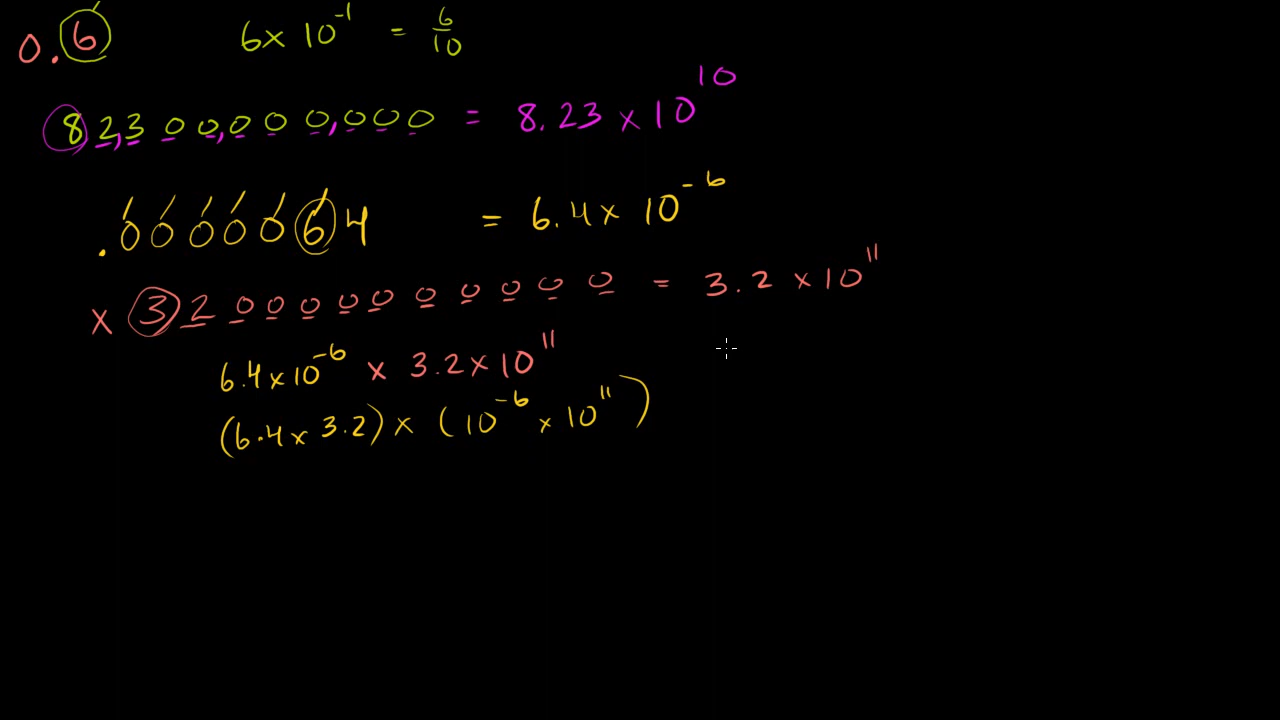 0.6 6 x 10^-1 = 6/10
82,300,000,000 = 8.23 x 10^10
.0000064 = 6.4 x 10^-6
x 320000000000 = 3.2 x 10^11
6.4 x 10^-6 x 3.2 x 10^11
(6.4 x 3.2) x (10^-6 x 10^11)